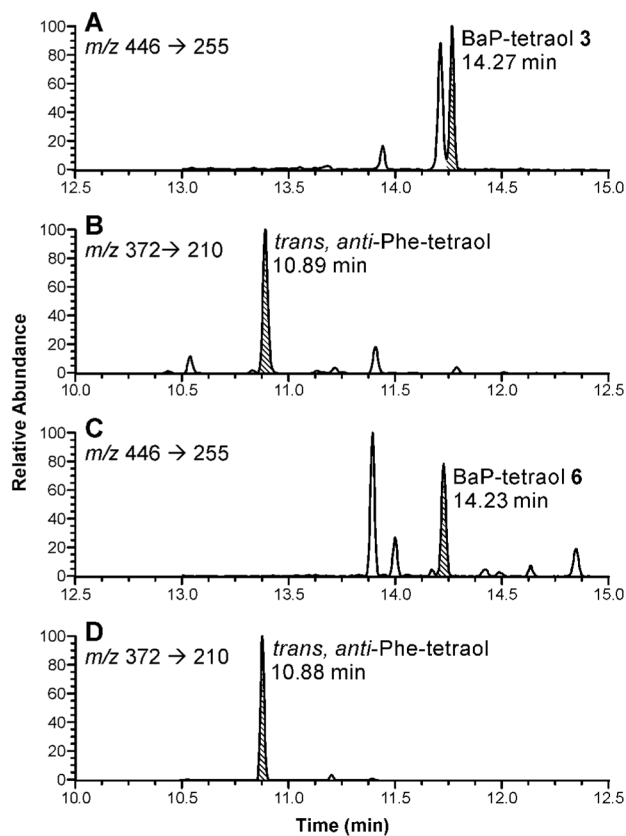 A
m/z 446 → 255
BaP-tetraol 3
14.27 min
100
80
60
40
20
0
12.5 13.0 13.5 14.0 14.5 15.0
B
m/z 372→ 210
trans, anti-Phe-tetraol
10.89 min
100
80
60
40
20
0
10.0 10.5 11.0 11.5 12.0 12.5
Relative Abundance
C
m/z 446 → 255
BaP-tetraol 6
14.23 min
100
80
60
40
20
0
12.5 13.0 13.5 14.0 14.5 15.0
D
m/z 372 → 210
trans, anti-Phe-tetraol
10.88 min
100
80
60
40
20
0
10.0 10.5 11.0 11.5 12.0 12.5
Time (min)